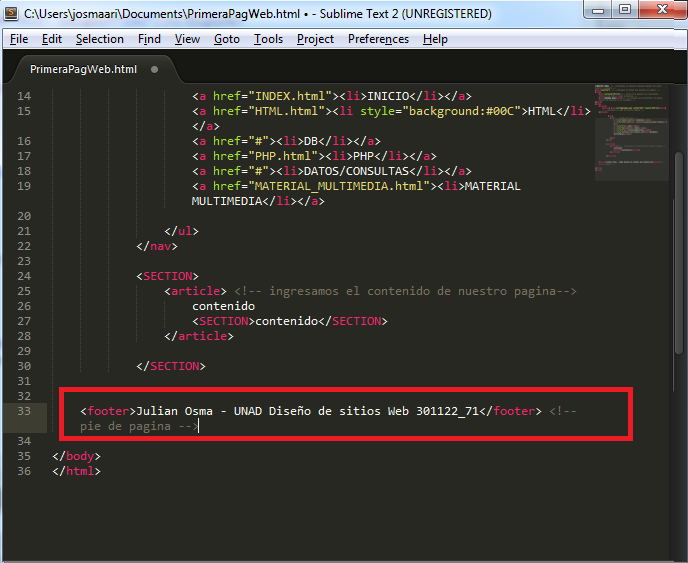 C:\Users\josmaari\Documents\PrimeraPagWeb.html • - Sublime Text 2 (UNREGISTERED)
File Edit Selection Find View Goto Tools Project Preferences Help
PrimeraPagWeb.html
14 <a href="INDEX.html"><li>INICIO</li></a>
15 <a href="HTML.html"><li style="background:#00C">HTML</li>
</a>
16 <a href="#"><li>DB</li></a>
17 <a href="PHP.html"><li>PHP</li></a>
18 <a href="#"><li>DATOS/CONSULTAS</li></a>
19 <a href="MATERIAL_MULTIMEDIA.html"><li>MATERIAL
MULTIMEDIA</li></a>
20
21 </ul>
22 </nav>
23
24 <SECTION>
25 <article> <!-- ingresamos el contenido de nuestro pagina-->
26 contenido
27 <SECTION>contenido</SECTION>
28 </article>
29
30 </SECTION>
31
32
33 <footer>Julian Osma - UNAD Diseño de sitios Web 301122_71</footer> <!--
pie de pagina -->
34
35 </body>
36 </html>